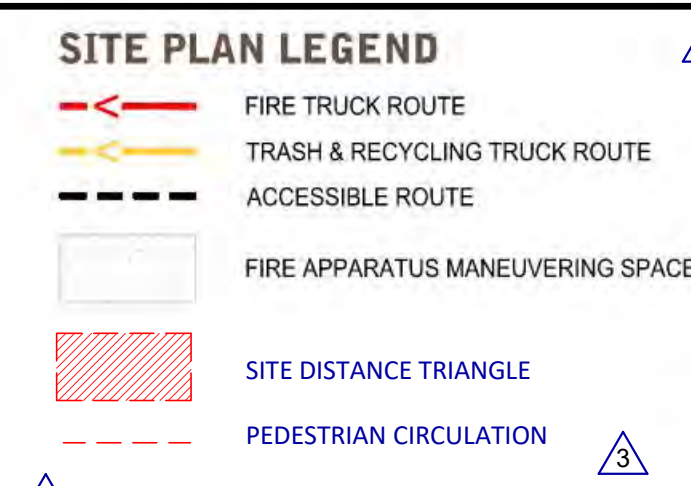 SITE PLAN LEGEND
FIRE TRUCK ROUTE
TRASH & RECYCLING TRUCK ROUTE
ACCESSIBLE ROUTE
FIRE APPARATUS MANEUVERING SPACE
SITE DISTANCE TRIANGLE
PEDESTRIAN CIRCULATION
3